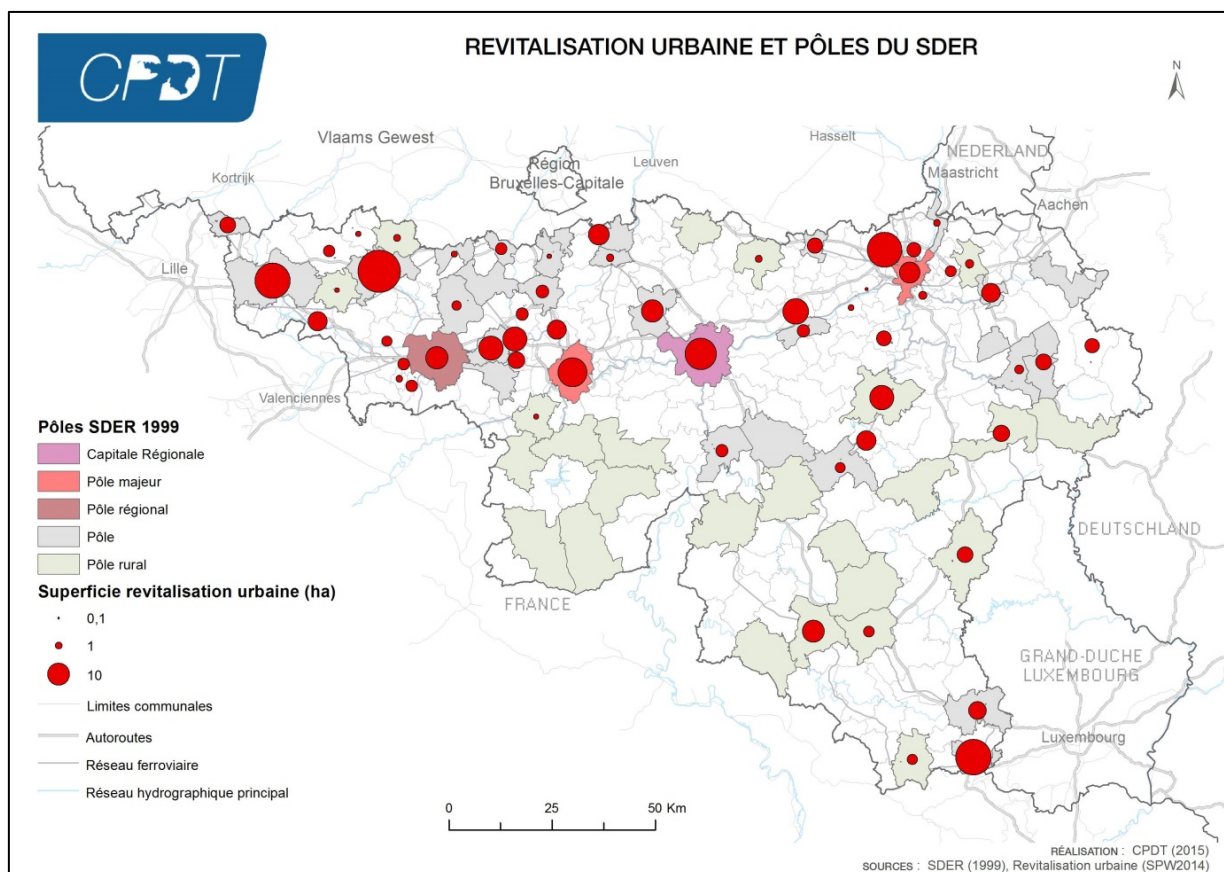 CPDT
REVITALISATION URBAINE ET PÔLES DU SDER
N
Vlaams Gewest
Hasselt
NEDERLAND
Maastricht
Kortrijk
Région
Bruxelles-Capitale
Leuven
Aachen
Lille
Valenciennes
DEUTSCHLAND
FRANCE
GRAND-DUCHE
LUXEMBOURG
Luxembourg
Pôles SDER 1999
Capitale Régionale
Pôle majeur
Pôle régional
Pôle
Pôle rural
Superficie revitalisation urbaine (ha)
0,1
1
10
Limites communales
Autoroutes
Réseau ferroviaire
Réseau hydrographique principal
0 25 50 Km
RÉALISATION : CPDT (2015)
SOURCES : SDER (1999), Revitalisation urbaine (SPW2014)